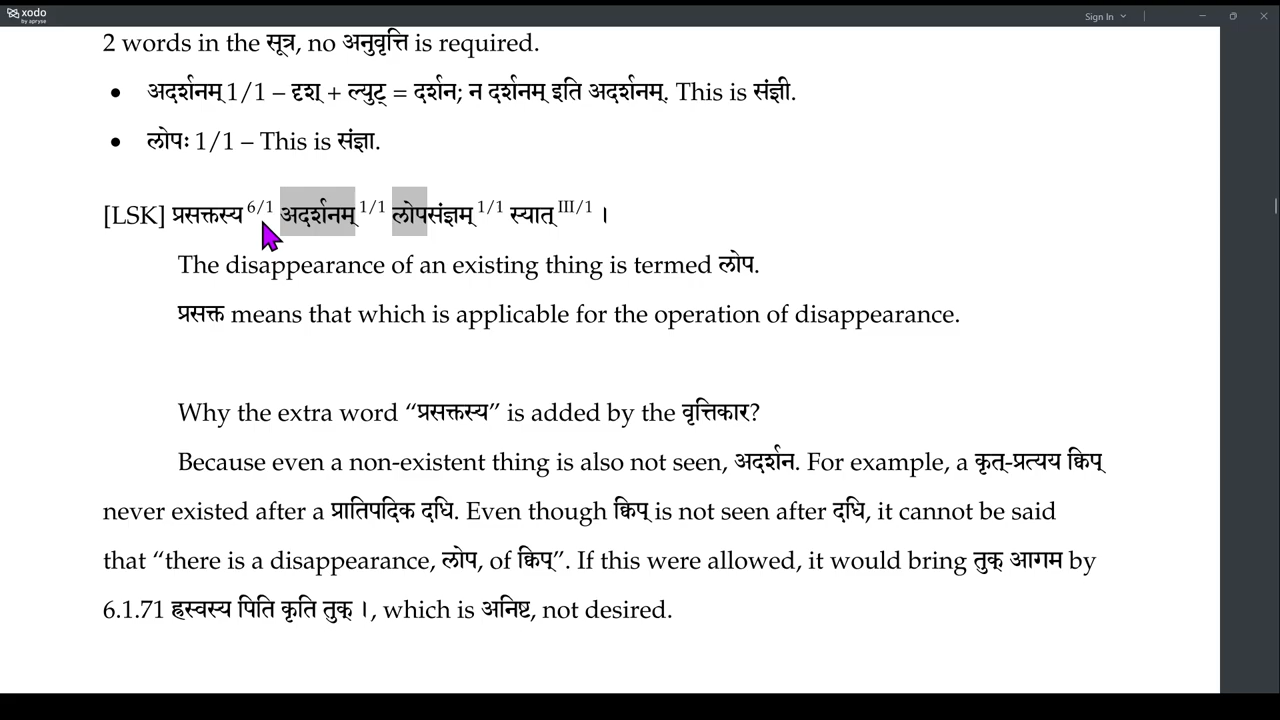 xodo
by apryse
Sign In
2 words in the सूत्र, no अनुवृत्ति is required.
• अदर्शनम् 1/1 – दृश् + ल्युट् = दर्शन; न दर्शनम् इति अदर्शनम्. This is संज्ञी.
• लोपः 1/1 – This is संज्ञा.
[LSK] प्रसक्तस्य 6/1 अदर्शनम् 1/1 लोपसंज्ञम् 1/1 स्यात् III/1 ।
The disappearance of an existing thing is termed लोप.
प्रसक्त means that which is applicable for the operation of disappearance.
Why the extra word “प्रसक्तस्य” is added by the वृत्तिकार?
Because even a non-existent thing is also not seen, अदर्शन. For example, a कृत्-प्रत्यय क्विप्
never existed after a प्रातिपदिक दधि. Even though क्विप् is not seen after दधि, it cannot be said
that “there is a disappearance, लोप, of क्विप्”. If this were allowed, it would bring तुक् आगम by
6.1.71 ह्रस्वस्य पिति कृति तुक् ।, which is अनिष्ट, not desired.